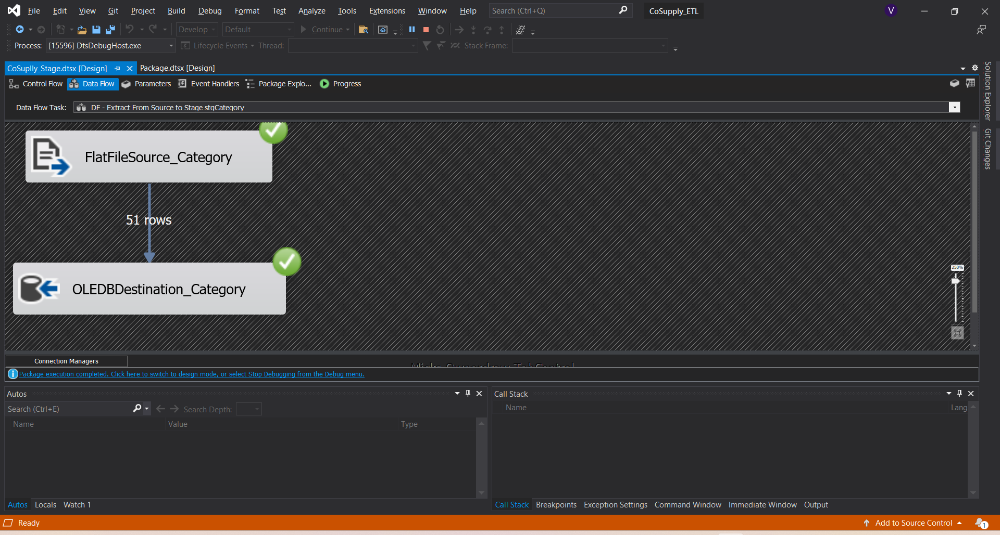 File Edit View Git Project Build Debug Format Test Analyze Tools Extensions Window Help Search (Ctrl+Q) CoSupply_ETL V
Develop Default Continue
Process: [15596] DtsDebugHost.exe Lifecycle Events Thread: Stack Frame:
CoSuplly_Stage.dtsx [Design] Package.dtsx [Design]
Control Flow Data Flow Parameters Event Handlers Package Explo... Progress
Data Flow Task: DF - Extract From Source to Stage stgCategory
Solution Explorer
Git Changes
FlatFileSource_Category
51 rows
250%
OLEDBDestination_Category
Connection Managers
Package execution completed. Click here to switch to design mode, or select Stop Debugging from the Debug menu.
Autos
Search (Ctrl+E) Search Depth:
Name Value Type
Call Stack
Name Lang
Autos Locals Watch 1
Call Stack Breakpoints Exception Settings Command Window Immediate Window Output
Ready Add to Source Control 1